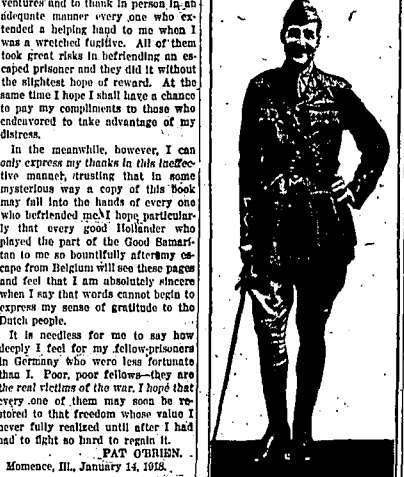 ventures and to thank in person in an
adequate manner every one who ex-
tended a helping hand to me when I
was a wretched fugitive. All of them
took great risks in befriending an es-
caped prisoner and they did it without
the slightest hope of reward. At the
same time I hope I shall have a chance
to pay my compliments to those who
endeavored to take advantage of my
distress.
In the meanwhile, however, I can
only express my thanks in this ineffec-
tive manner, trusting that in some
mysterious way a copy of this book
may fall into the hands of every one
who befriended me. I hope particular-
ly that every good Hollander who
played the part of the Good Samari-
tan to me so bountifully after my es-
cape from Belgium will see these pages
and feel that I am absolutely sincere
when I say that words cannot begin to
express my sense of gratitude to the
Dutch people.
It is needless for me to say how
deeply I feel for my fellow-prisoners
in Germany who were less fortunate
than I. Poor, poor fellows—they are
the real victims of the war. I hope that
every one of them may soon be re-
stored to that freedom whose value I
never fully realized until after I had
had to fight so hard to regain it.
PAT O'BRIEN.
Momence, Ill., January 14, 1918.